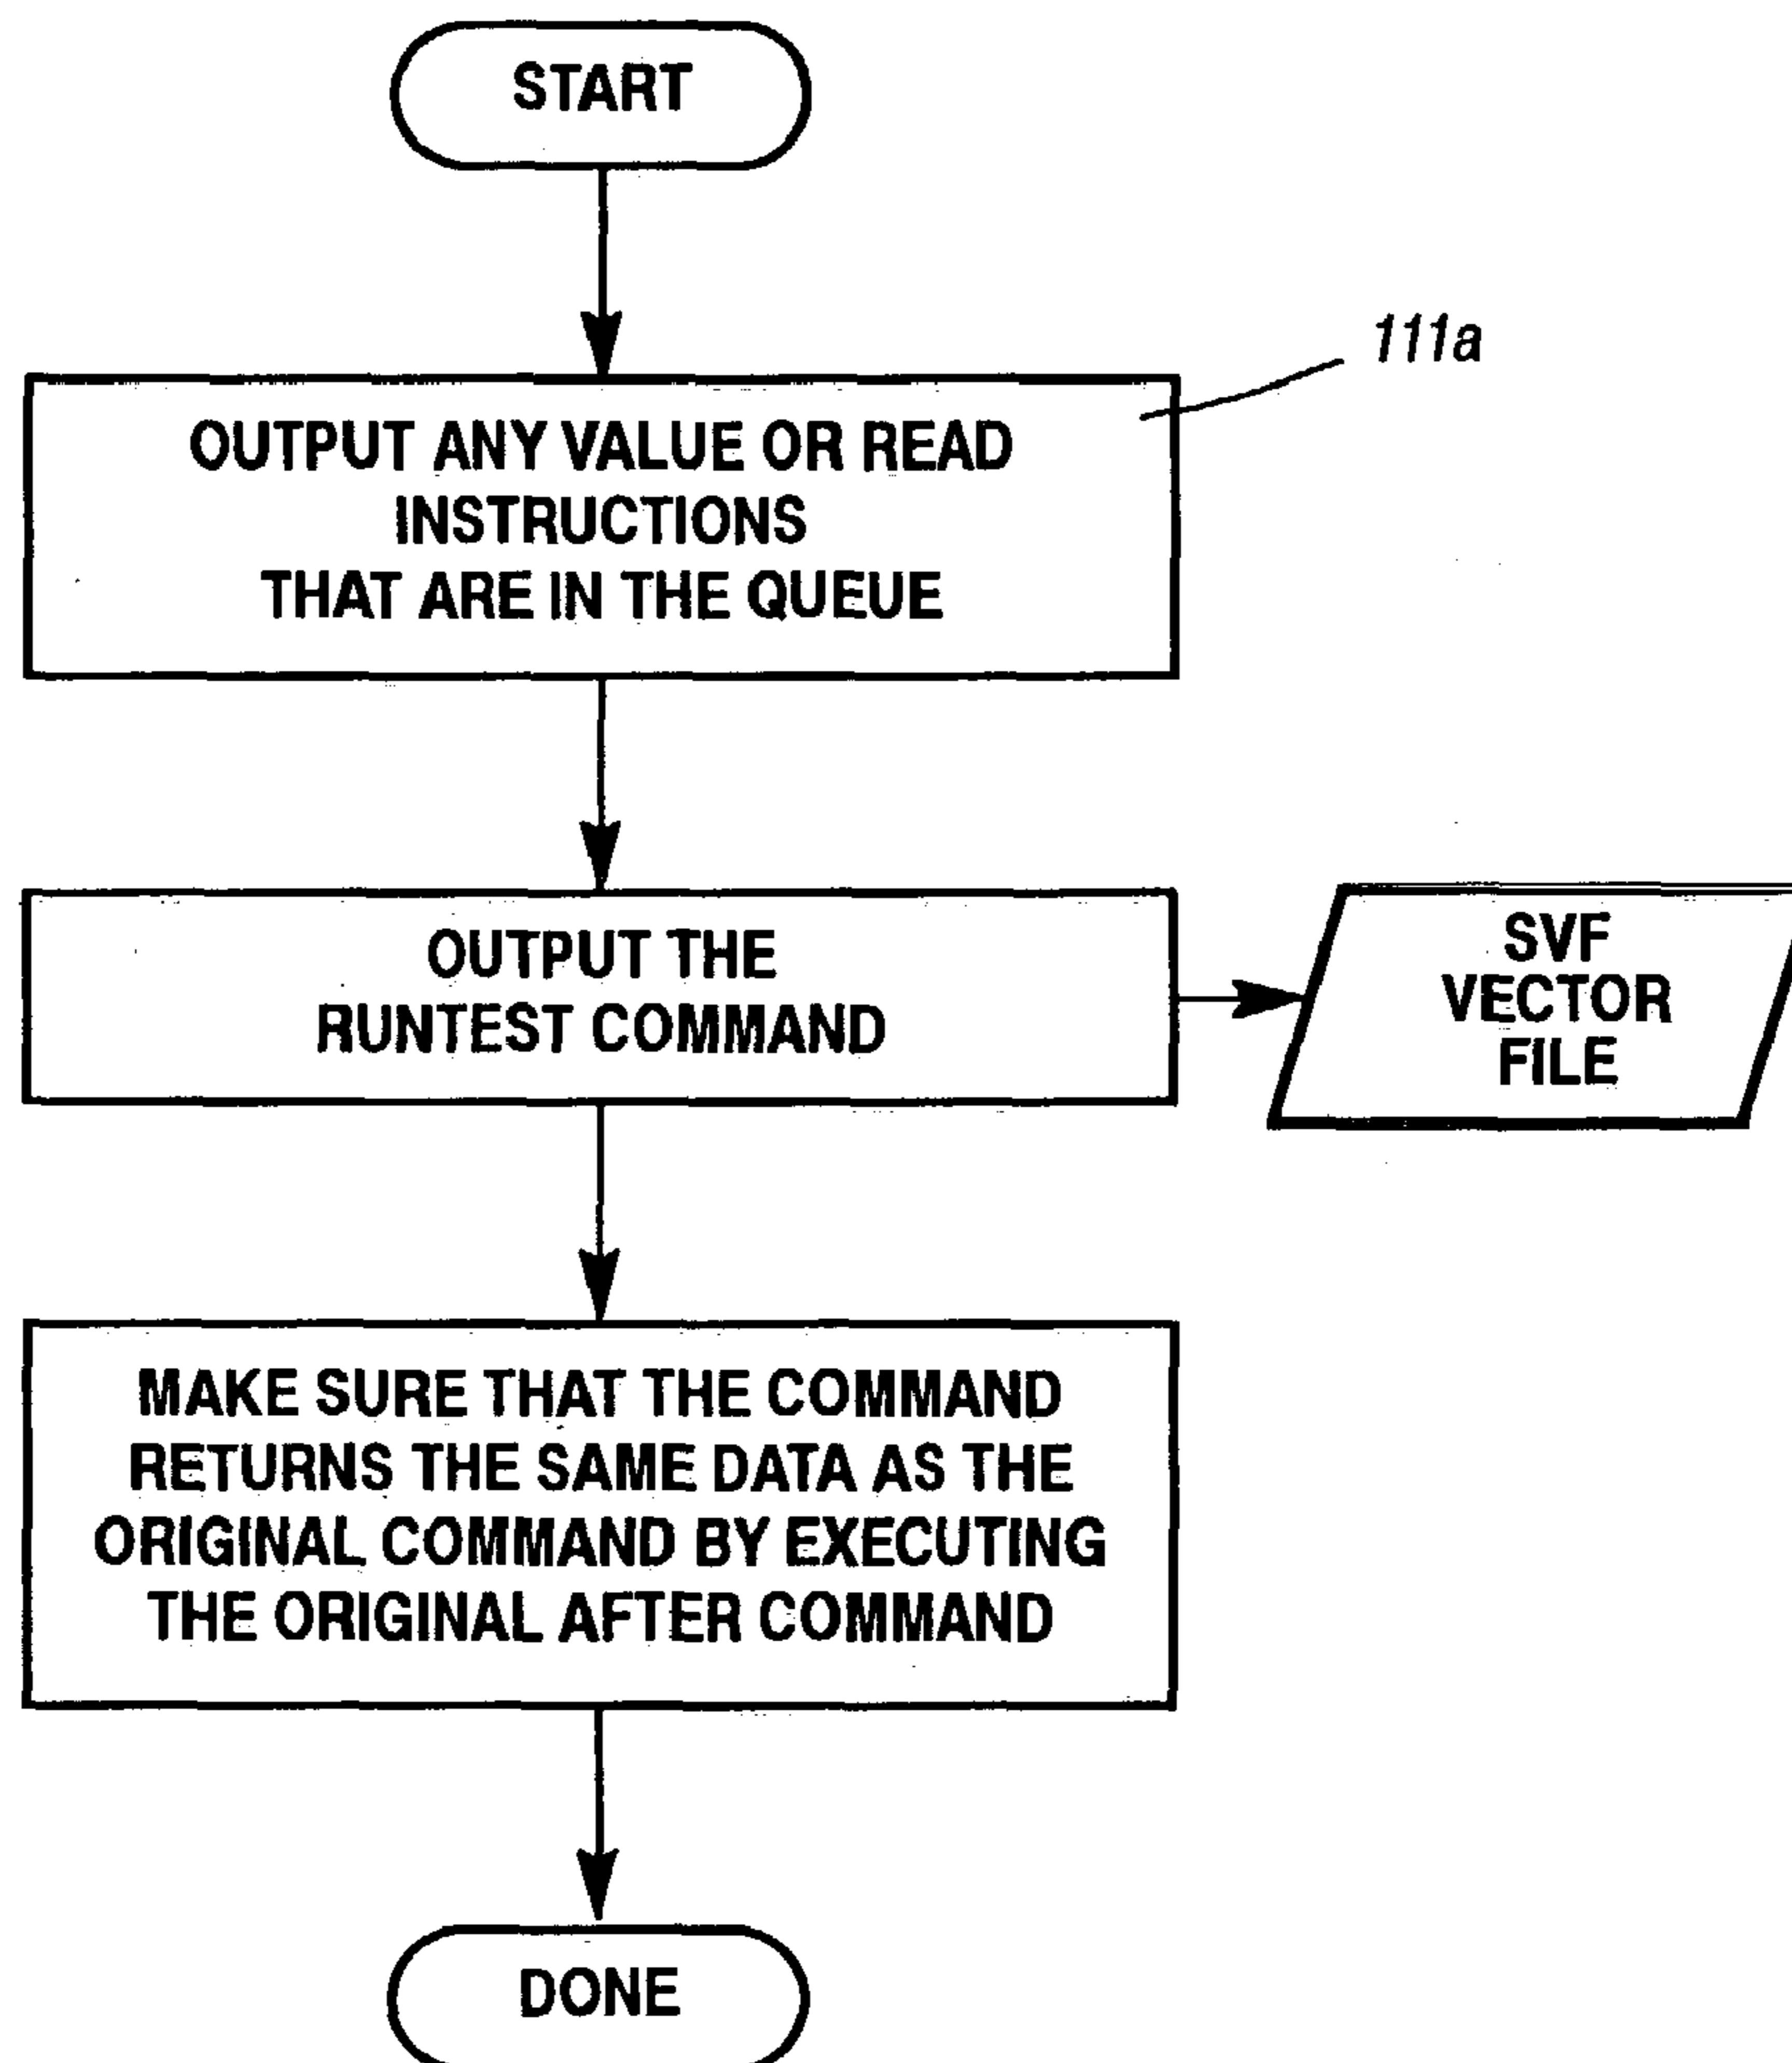 START
111a
OUTPUT ANY VALUE OR READ
INSTRUCTIONS
THAT ARE IN THE QUEUE
OUTPUT THE
RUNTEST COMMAND
SVF
VECTOR
FILE
MAKE SURE THAT THE COMMAND
RETURNS THE SAME DATA AS THE
ORIGINAL COMMAND BY EXECUTING
THE ORIGINAL AFTER COMMAND
DONE